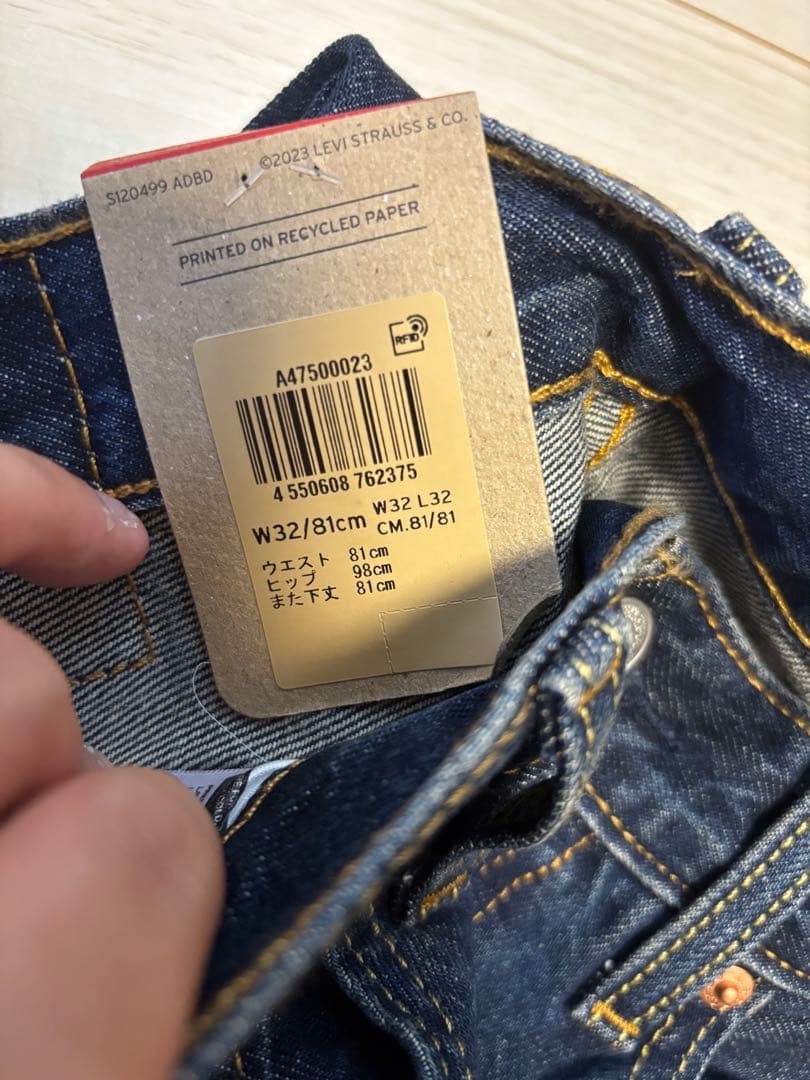 S120499 ADBD ©2023 LEVI STRAUSS & CO.
PRINTED ON RECYCLED PAPER
RFID
A47500023
4 550608 762375
W32/81cm W32 L32
CM.81/81
ウエスト 81cm
ヒップ 98cm
また下丈 81cm